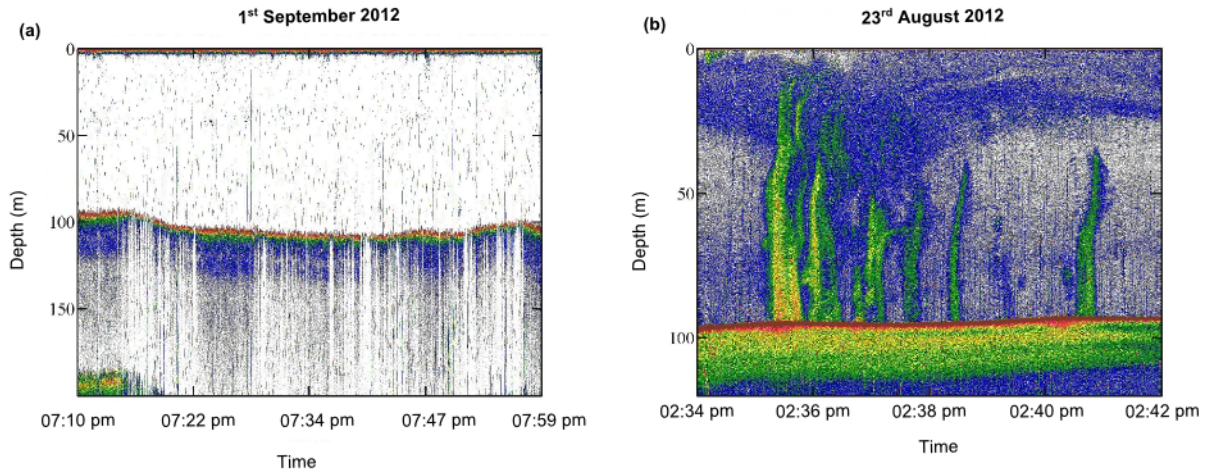 1st September 2012
(a)
0
50
100
150
Depth (m)
07:10 pm 07:22 pm 07:34 pm 07:47 pm 07:59 pm
Time
23rd August 2012
(b)
0
50
100
Depth (m)
02:34 pm 02:36 pm 02:38 pm 02:40 pm 02:42 pm
Time